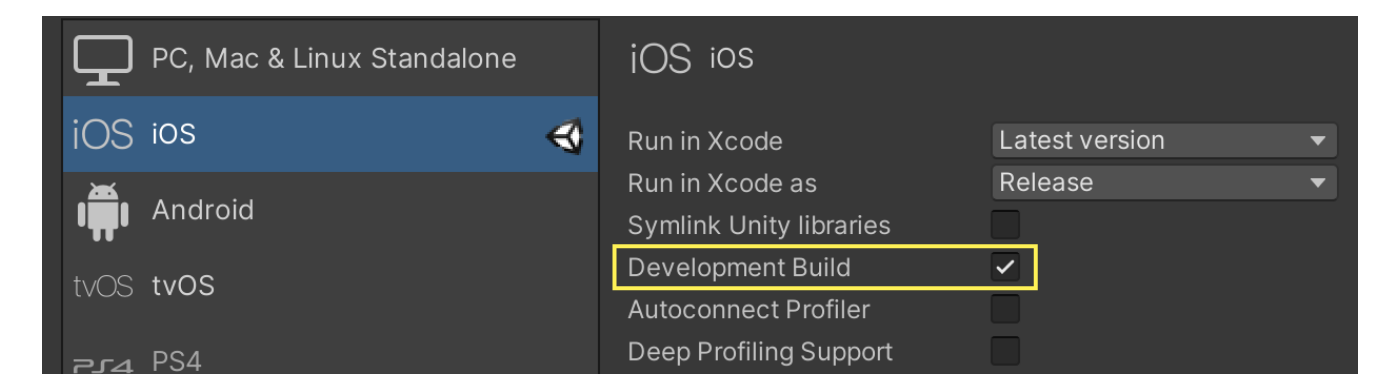 PC, Mac & Linux Standalone
iOS iOS
Android
tvOS tvOS
PS4 PS4
iOS iOS
Run in Xcode Latest version
Run in Xcode as Release
Symlink Unity libraries
Development Build
Autoconnect Profiler
Deep Profiling Support